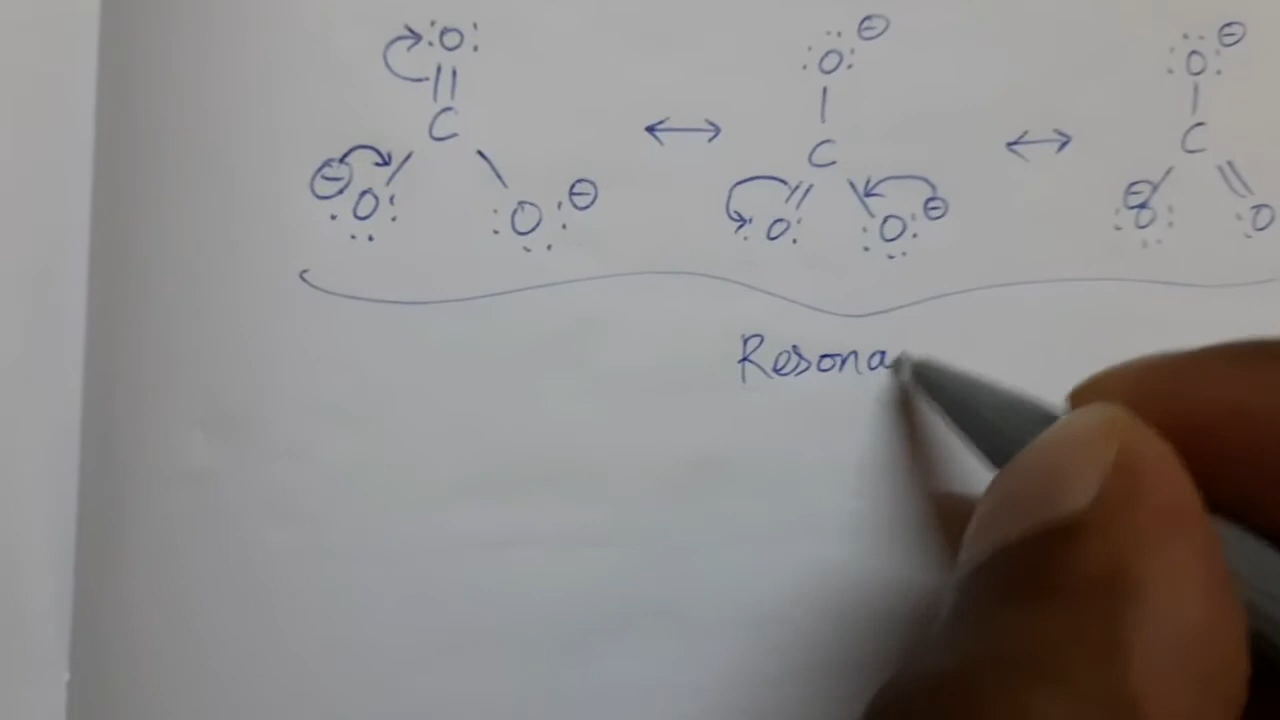 :O: :O: ⊖ :O: ⊖
|| | |
C ↔ C ↔ C
⊖ O: :O: ⊖ O: :O: ⊖ ⊖ O: :O
Resona